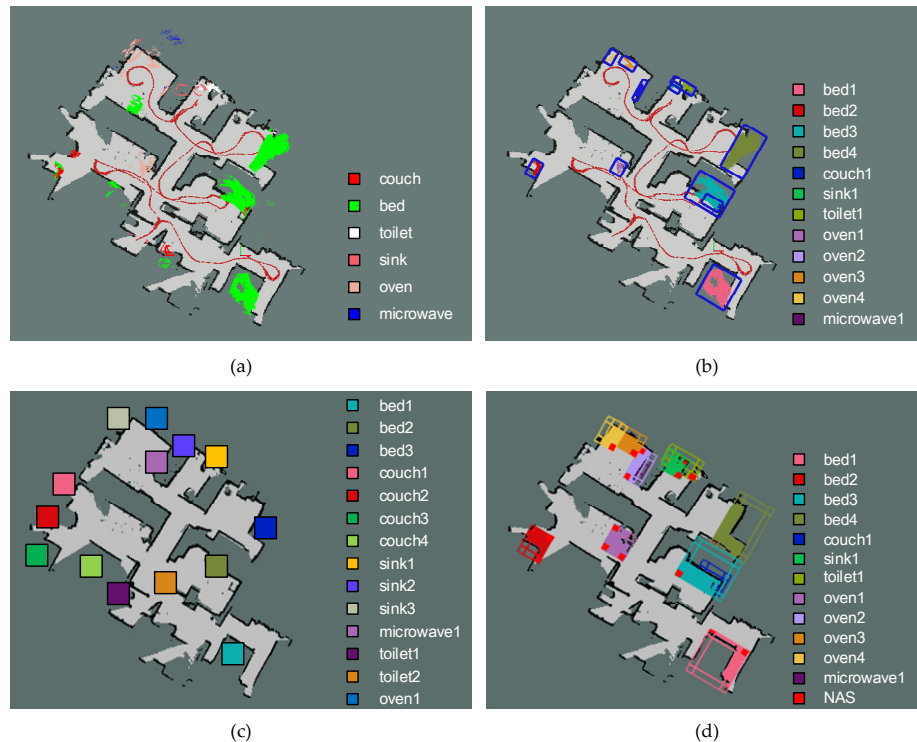 couch
bed
toilet
sink
oven
microwave
(a)
bed1
bed2
bed3
bed4
couch1
sink1
toilet1
oven1
oven2
oven3
oven4
microwave1
(b)
bed1
bed2
bed3
couch1
couch2
couch3
couch4
sink1
sink2
sink3
microwave1
toilet1
toilet2
oven1
(c)
bed1
bed2
bed3
bed4
couch1
sink1
toilet1
oven1
oven2
oven3
oven4
microwave1
NAS
(d)